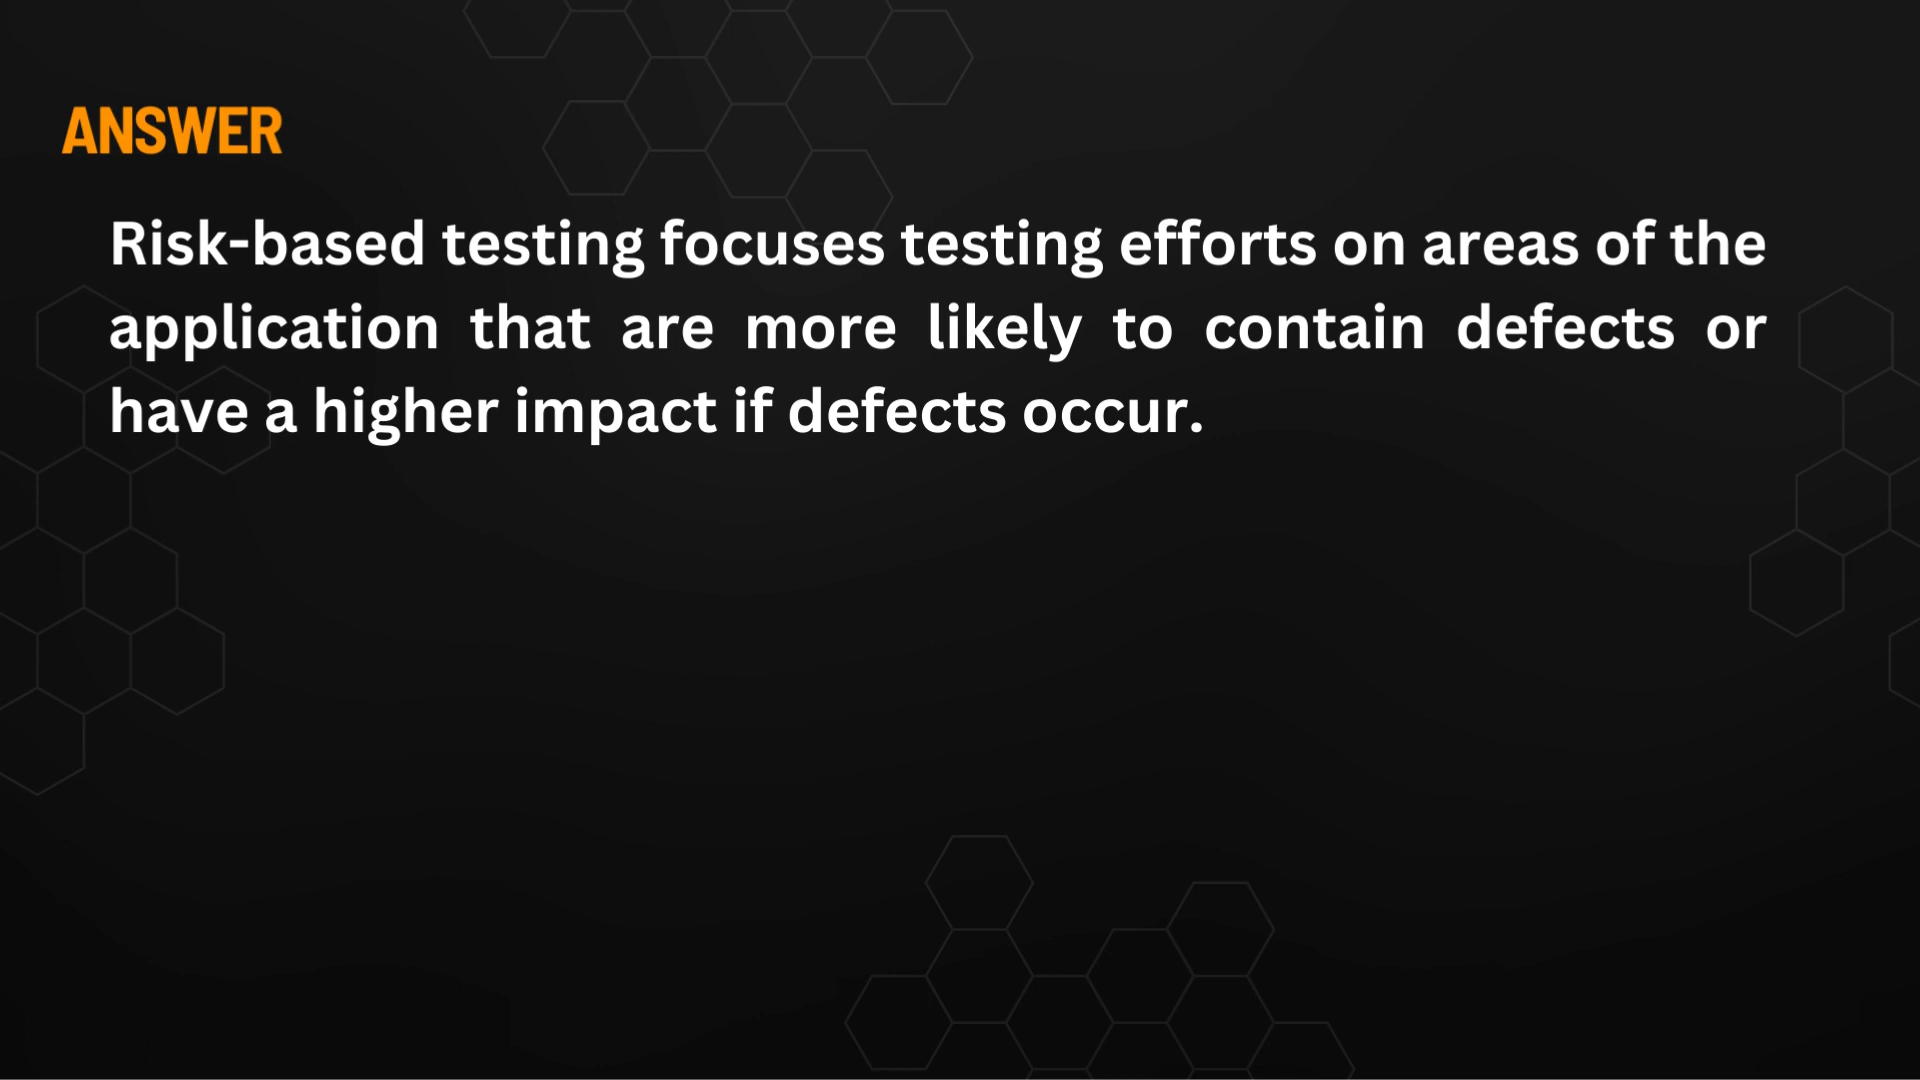 ANSWER
Risk-based testing focuses testing efforts on areas of the
application that are more likely to contain defects or
have a higher impact if defects occur.